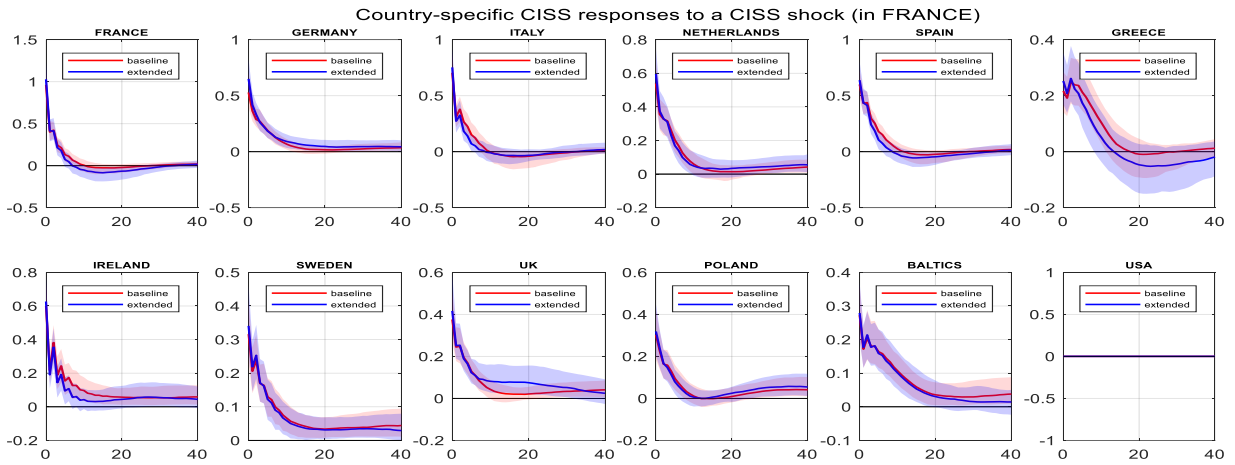 Country-specific CISS responses to a CISS shock (in FRANCE)
FRANCE GERMANY ITALY NETHERLANDS SPAIN GREECE
1.5 1 1 0.8 1 0.4
baseline baseline baseline baseline baseline baseline
extended extended extended extended extended extended
1 0.6
0.5 0.5 0.4 0.5 0.2
0.5
0.2
0 0 0 0 0
0
-0.5 -0.5 -0.5 -0.2 -0.5 -0.2
0 20 40 0 20 40 0 20 40 0 20 40 0 20 40 0 20 40
IRELAND SWEDEN UK POLAND BALTICS USA
0.8 0.5 0.6 0.6 0.4 1
baseline baseline baseline baseline baseline baseline
extended extended extended extended extended extended
0.6 0.4 0.4 0.4 0.3 0.5
0.4 0.3 0.2
0.2 0.2 0.2 0.2 0.1 0
0 0.1 0 0 0 -0.5
-0.2 0 -0.2 -0.2 -0.1 -1
0 20 40 0 20 40 0 20 40 0 20 40 0 20 40 0 20 40